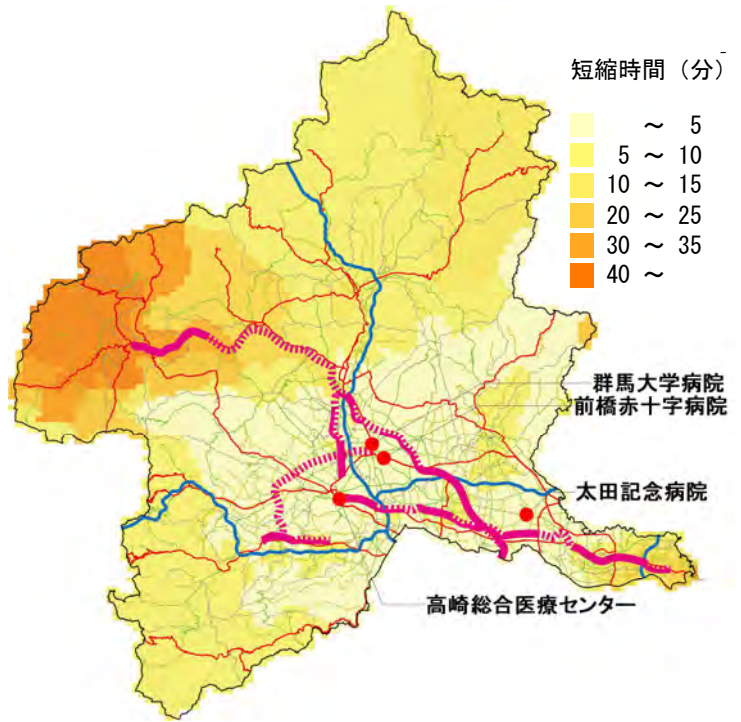 短縮時間（分）
～ 5
5 ～ 10
10 ～ 15
20 ～ 25
30 ～ 35
40 ～
群馬大学病院
前橋赤十字病院
太田記念病院
高崎総合医療センター